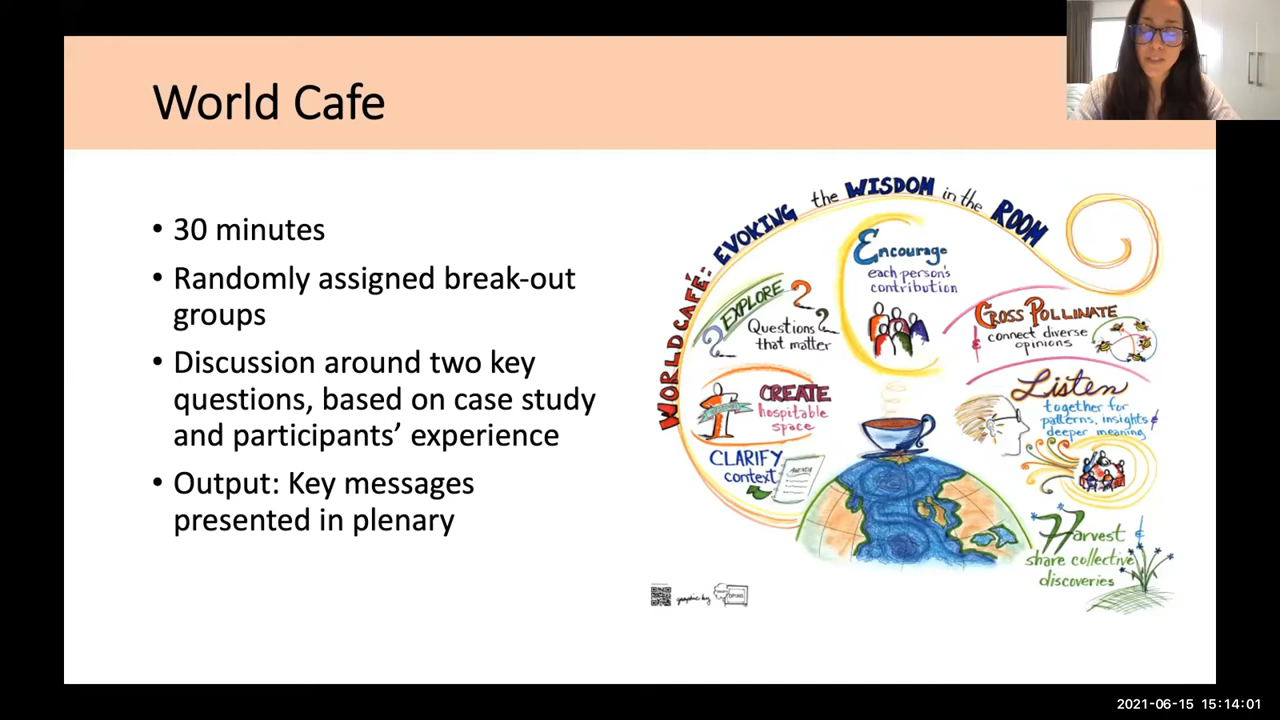 World Cafe
• 30 minutes
• Randomly assigned break-out
groups
• Discussion around two key
questions, based on case study
and participants’ experience
• Output: Key messages
presented in plenary
WORLD CAFÉ: EVOKING the WISDOM in the ROOM
Encourage
each person's
contribution
EXPLORE
Questions
that matter
CROSS POLLINATE
& connect diverse
opinions
CREATE
hospitable
space
Listen
together for
patterns, insights &
deeper meaning
CLARIFY
context
AGENDA
Harvest &
share collective
discoveries
graphic by
2021-06-15 15:14:01